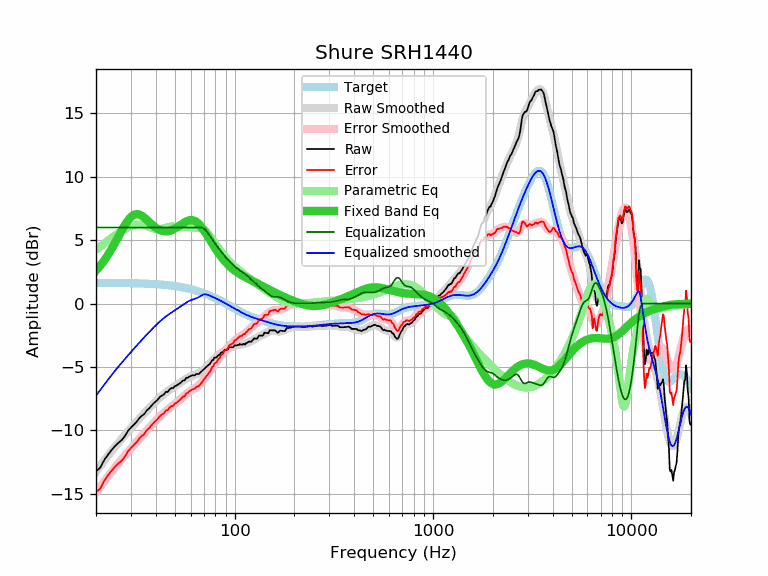 Shure SRH1440
Target
Raw Smoothed
Error Smoothed
Raw
Error
Parametric Eq
Fixed Band Eq
Equalization
Equalized smoothed
Amplitude (dBr)
15
10
5
0
−5
−10
−15
100
1000
10000
Frequency (Hz)